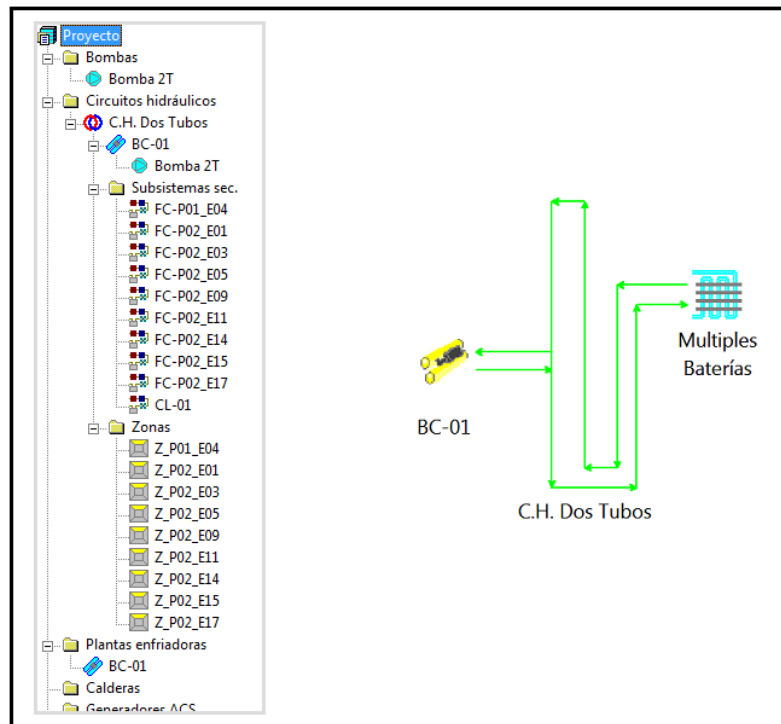 Proyecto
Bombas
Bomba 2T
Circuitos hidráulicos
C.H. Dos Tubos
BC-01
Bomba 2T
Subsistemas sec.
FC-P01_E04
FC-P02_E01
FC-P02_E03
FC-P02_E05
FC-P02_E09
FC-P02_E11
FC-P02_E14
FC-P02_E15
FC-P02_E17
CL-01
Zonas
Z_P01_E04
Z_P02_E01
Z_P02_E03
Z_P02_E05
Z_P02_E09
Z_P02_E11
Z_P02_E14
Z_P02_E15
Z_P02_E17
Plantas enfriadoras
BC-01
Calderas
Generadores ACS
Multiples
Baterías
BC-01
C.H. Dos Tubos